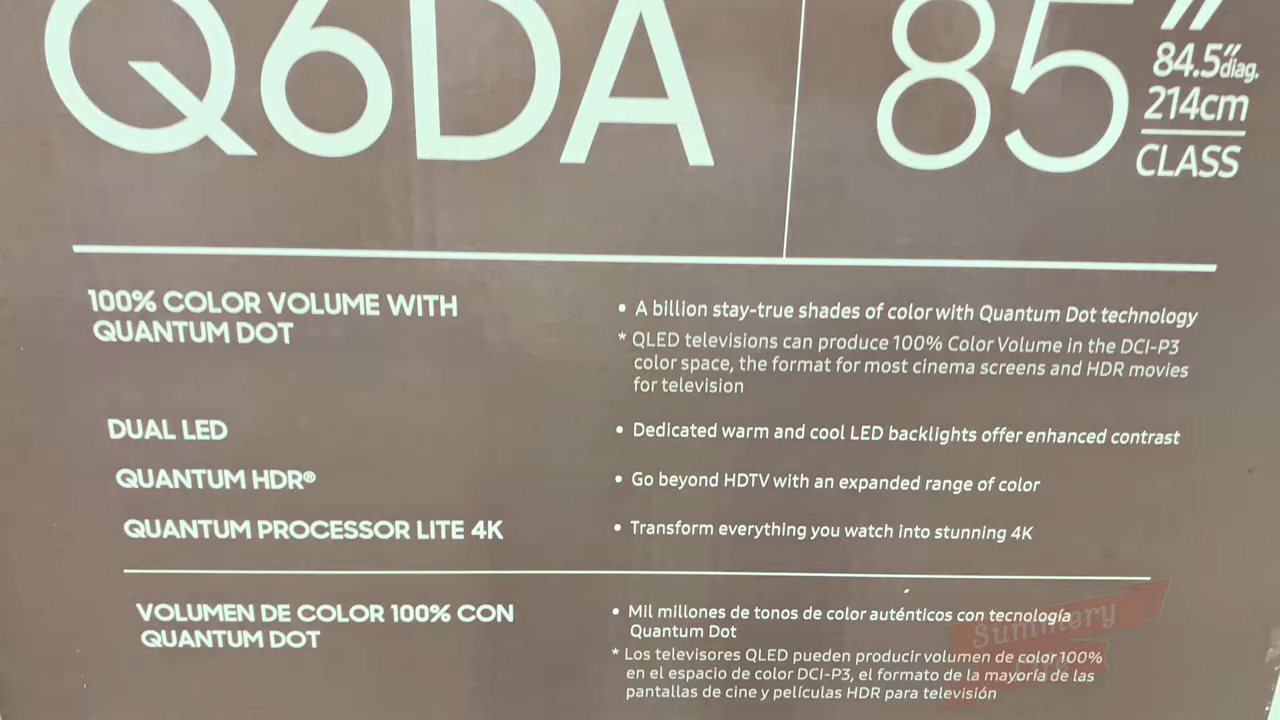 Q6DA
85"
84.5" diag.
214cm
CLASS
100% COLOR VOLUME WITH
QUANTUM DOT
• A billion stay-true shades of color with Quantum Dot technology
* QLED televisions can produce 100% Color Volume in the DCI-P3
color space, the format for most cinema screens and HDR movies
for television
DUAL LED
• Dedicated warm and cool LED backlights offer enhanced contrast
QUANTUM HDR®
• Go beyond HDTV with an expanded range of color
QUANTUM PROCESSOR LITE 4K
• Transform everything you watch into stunning 4K
VOLUMEN DE COLOR 100% CON
QUANTUM DOT
• Mil millones de tonos de color auténticos con tecnología
Quantum Dot
* Los televisores QLED pueden producir volumen de color 100%
en el espacio de color DCI-P3, el formato de la mayoría de las
pantallas de cine y películas HDR para televisión
Summery